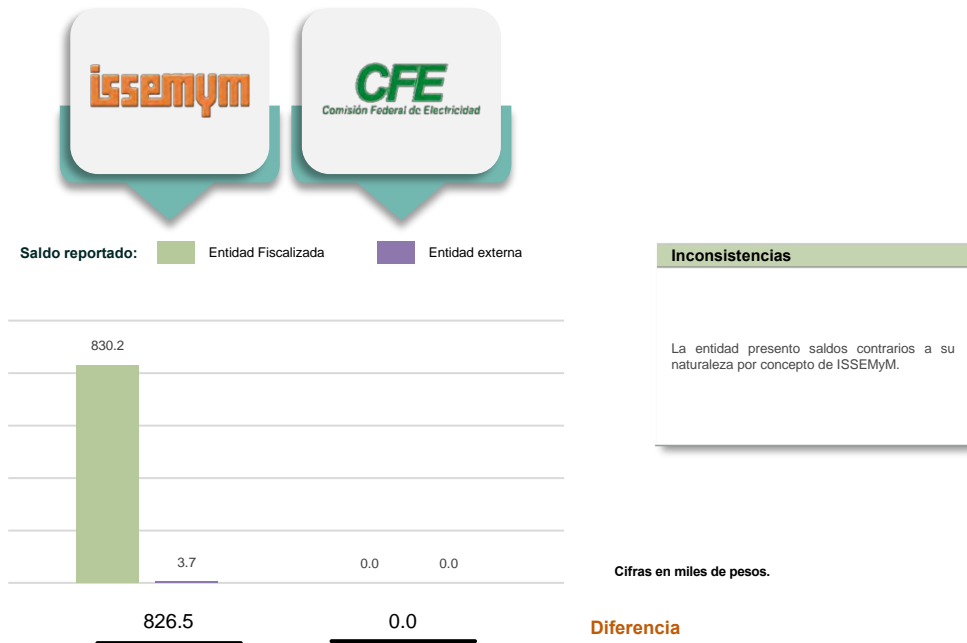 issemym
CFE
Comisión Federal de Electricidad
Saldo reportado: Entidad Fiscalizada Entidad externa
830.2
3.7
0.0 0.0
826.5 0.0
Diferencia
Inconsistencias
La entidad presento saldos contrarios a su
naturaleza por concepto de ISSEMyM.
Cifras en miles de pesos.